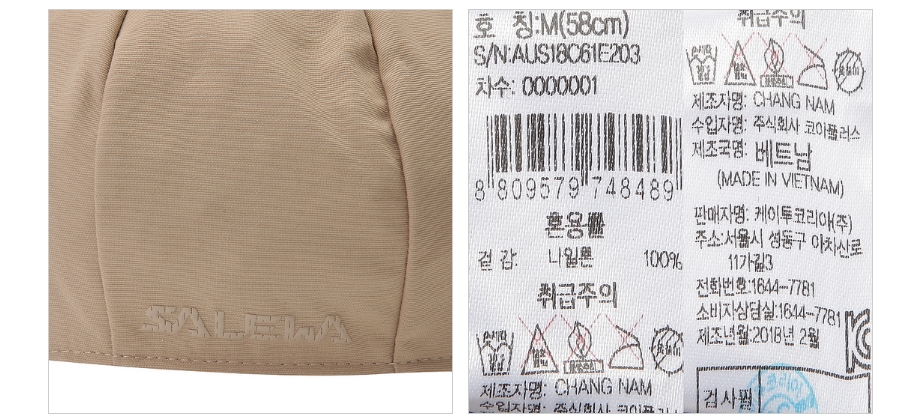 SALEWA
호 칭:M(58cm)
S/N:AUS18C61E203
차수: 0000001
8 809579 748489
혼용률
겉 감: 나일론 100%
취급주의
제조자명: CHANG NAM
취급주의
제조자명: CHANG NAM
수입자명: 주식회사 코아플러스
제조국명: 베트남
(MADE IN VIETNAM)
판매자명: 케이투코리아(주)
주소:서울시 성동구 아차산로
11가길3
전화번호:1644-7781
소비자상담실:1644-7781
제조년월:2018년 2월
검사필